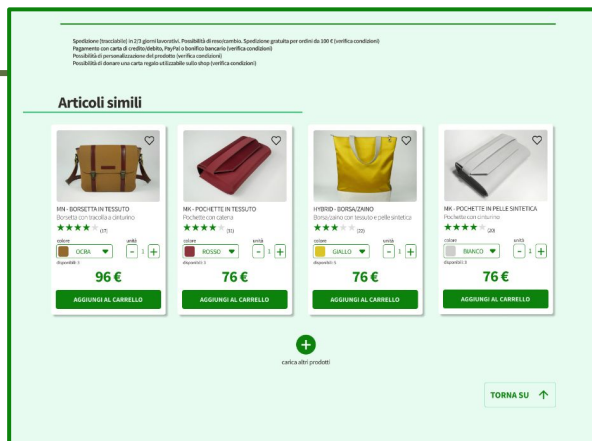 Spedizione (tracciabile) in 2/3 giorni lavorativi. Possibilità di reso/cambio. Spedizione gratuita per ordini da 100 € (verifica condizioni)
Pagamento con carta di credito/debito, PayPal o bonifico bancario (verifica condizioni)
Possibilità di personalizzazione del prodotto (verifica condizioni)
Possibilità di donare una carta regalo utilizzabile sullo shop (verifica condizioni)
Articoli simili
MN - BORSETTA IN TESSUTO
Borsetta con tracolla a cinturino
colore unità
OCRA - 1 +
96 €
AGGIUNGI AL CARRELLO
MK - POCHETTE IN TESSUTO
Pochette con catena
colore unità
ROSSO - 1 +
76 €
AGGIUNGI AL CARRELLO
HYBRID - BORSA/ZAINO
Borsa/zaino con tessuto e pelle sintetica
colore unità
GIALLO - 1 +
76 €
AGGIUNGI AL CARRELLO
MK - POCHETTE IN PELLE SINTETICA
Pochette con cinturino
(20)
colore unità
BIANCO - 1 +
76 €
AGGIUNGI AL CARRELLO
carica altri prodotti
TORNA SU